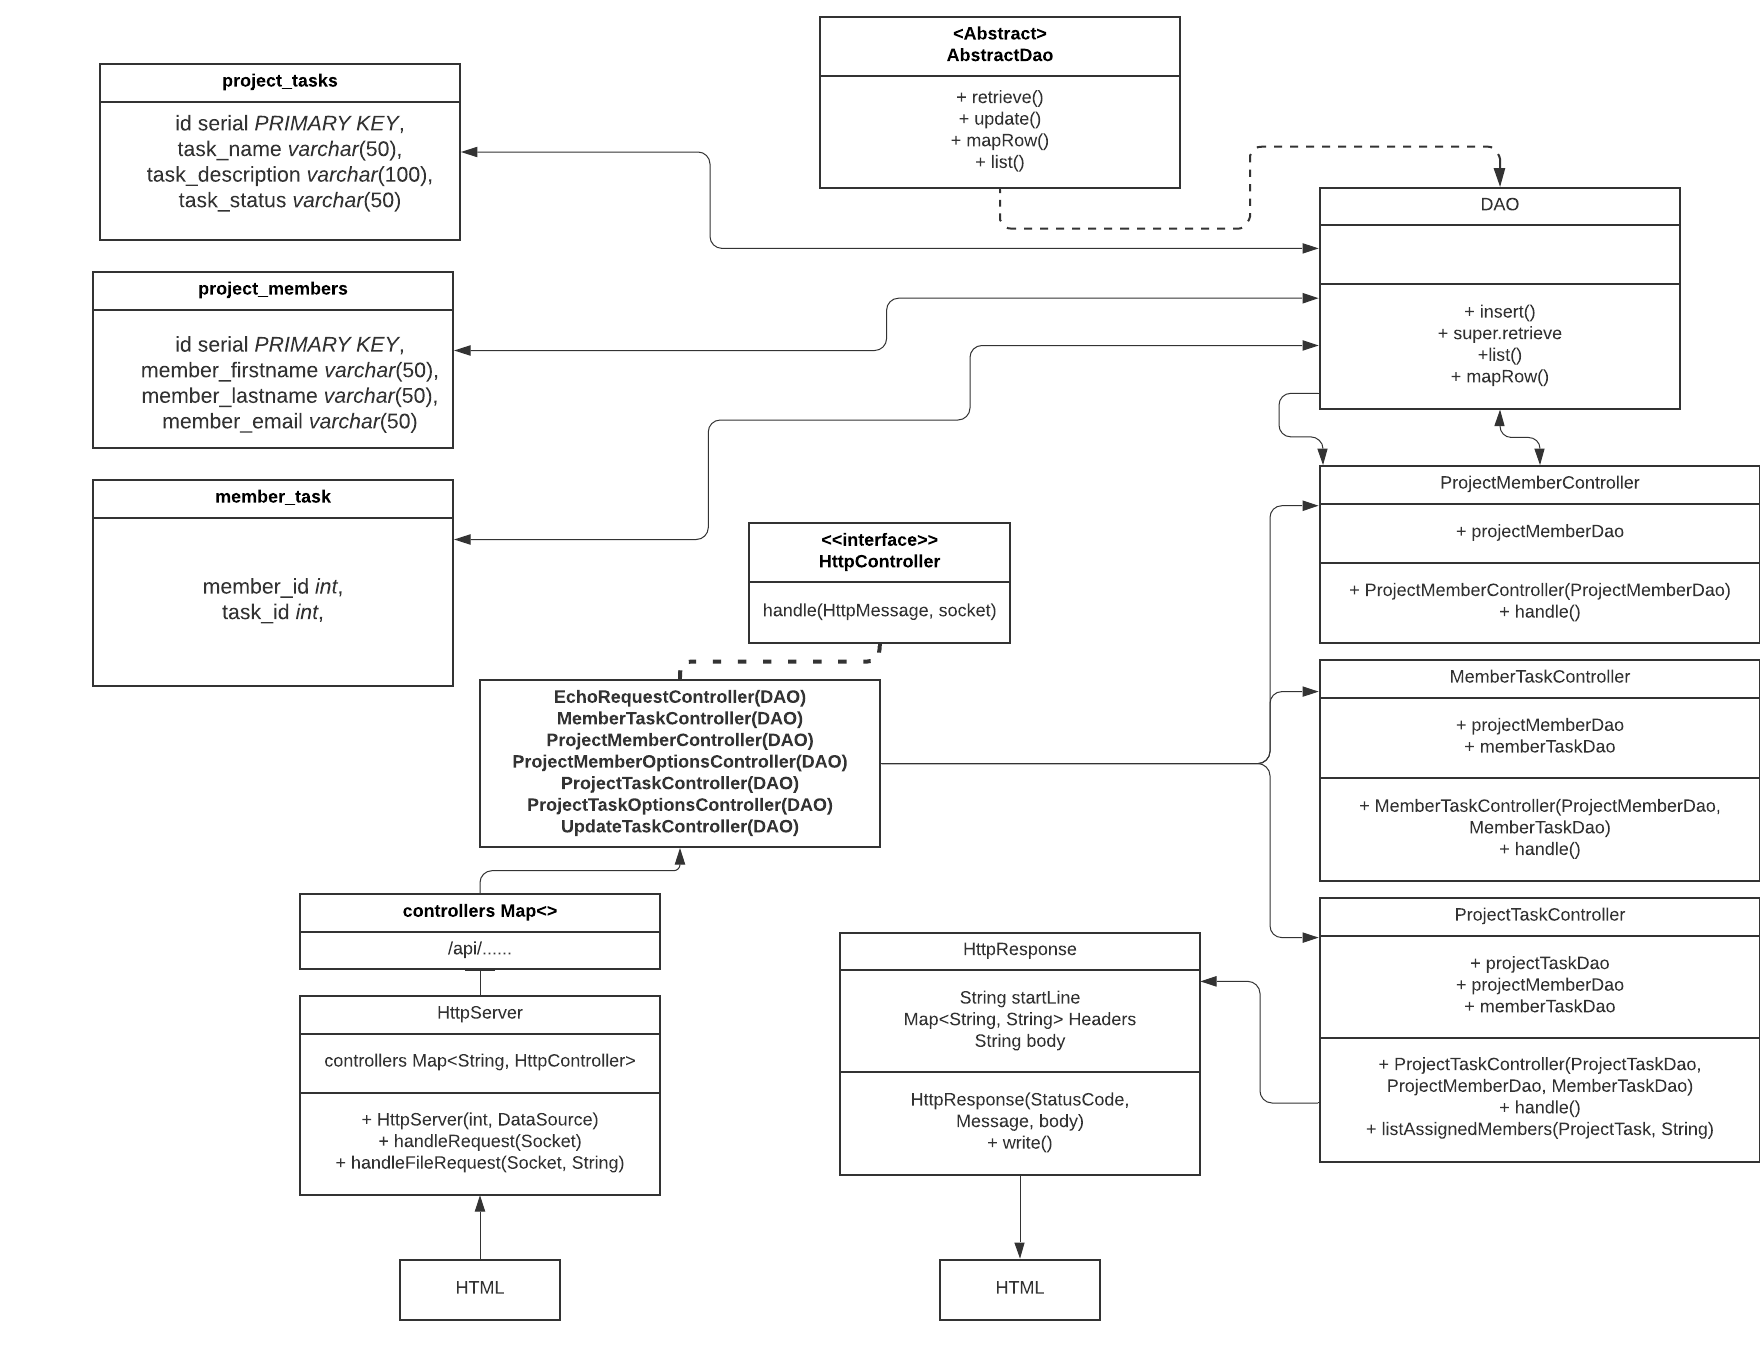 <Abstract>
AbstractDao
+ retrieve()
+ update()
+ mapRow()
+ list()
project_tasks
id serial PRIMARY KEY,
task_name varchar(50),
task_description varchar(100),
task_status varchar(50)
DAO
+ insert()
+ super.retrieve
+list()
+ mapRow()
project_members
id serial PRIMARY KEY,
member_firstname varchar(50),
member_lastname varchar(50),
member_email varchar(50)
member_task
member_id int,
task_id int,
<<interface>>
HttpController
handle(HttpMessage, socket)
ProjectMemberController
+ projectMemberDao
+ ProjectMemberController(ProjectMemberDao)
+ handle()
EchoRequestController(DAO)
MemberTaskController(DAO)
ProjectMemberController(DAO)
ProjectMemberOptionsController(DAO)
ProjectTaskController(DAO)
ProjectTaskOptionsController(DAO)
UpdateTaskController(DAO)
MemberTaskController
+ projectMemberDao
+ memberTaskDao
+ MemberTaskController(ProjectMemberDao,
MemberTaskDao)
+ handle()
controllers Map<>
/api/......
HttpServer
controllers Map<String, HttpController>
+ HttpServer(int, DataSource)
+ handleRequest(Socket)
+ handleFileRequest(Socket, String)
HttpResponse
String startLine
Map<String, String> Headers
String body
HttpResponse(StatusCode,
Message, body)
+ write()
ProjectTaskController
+ projectTaskDao
+ projectMemberDao
+ memberTaskDao
+ ProjectTaskController(ProjectTaskDao,
ProjectMemberDao, MemberTaskDao)
+ handle()
+ listAssignedMembers(ProjectTask, String)
HTML
HTML